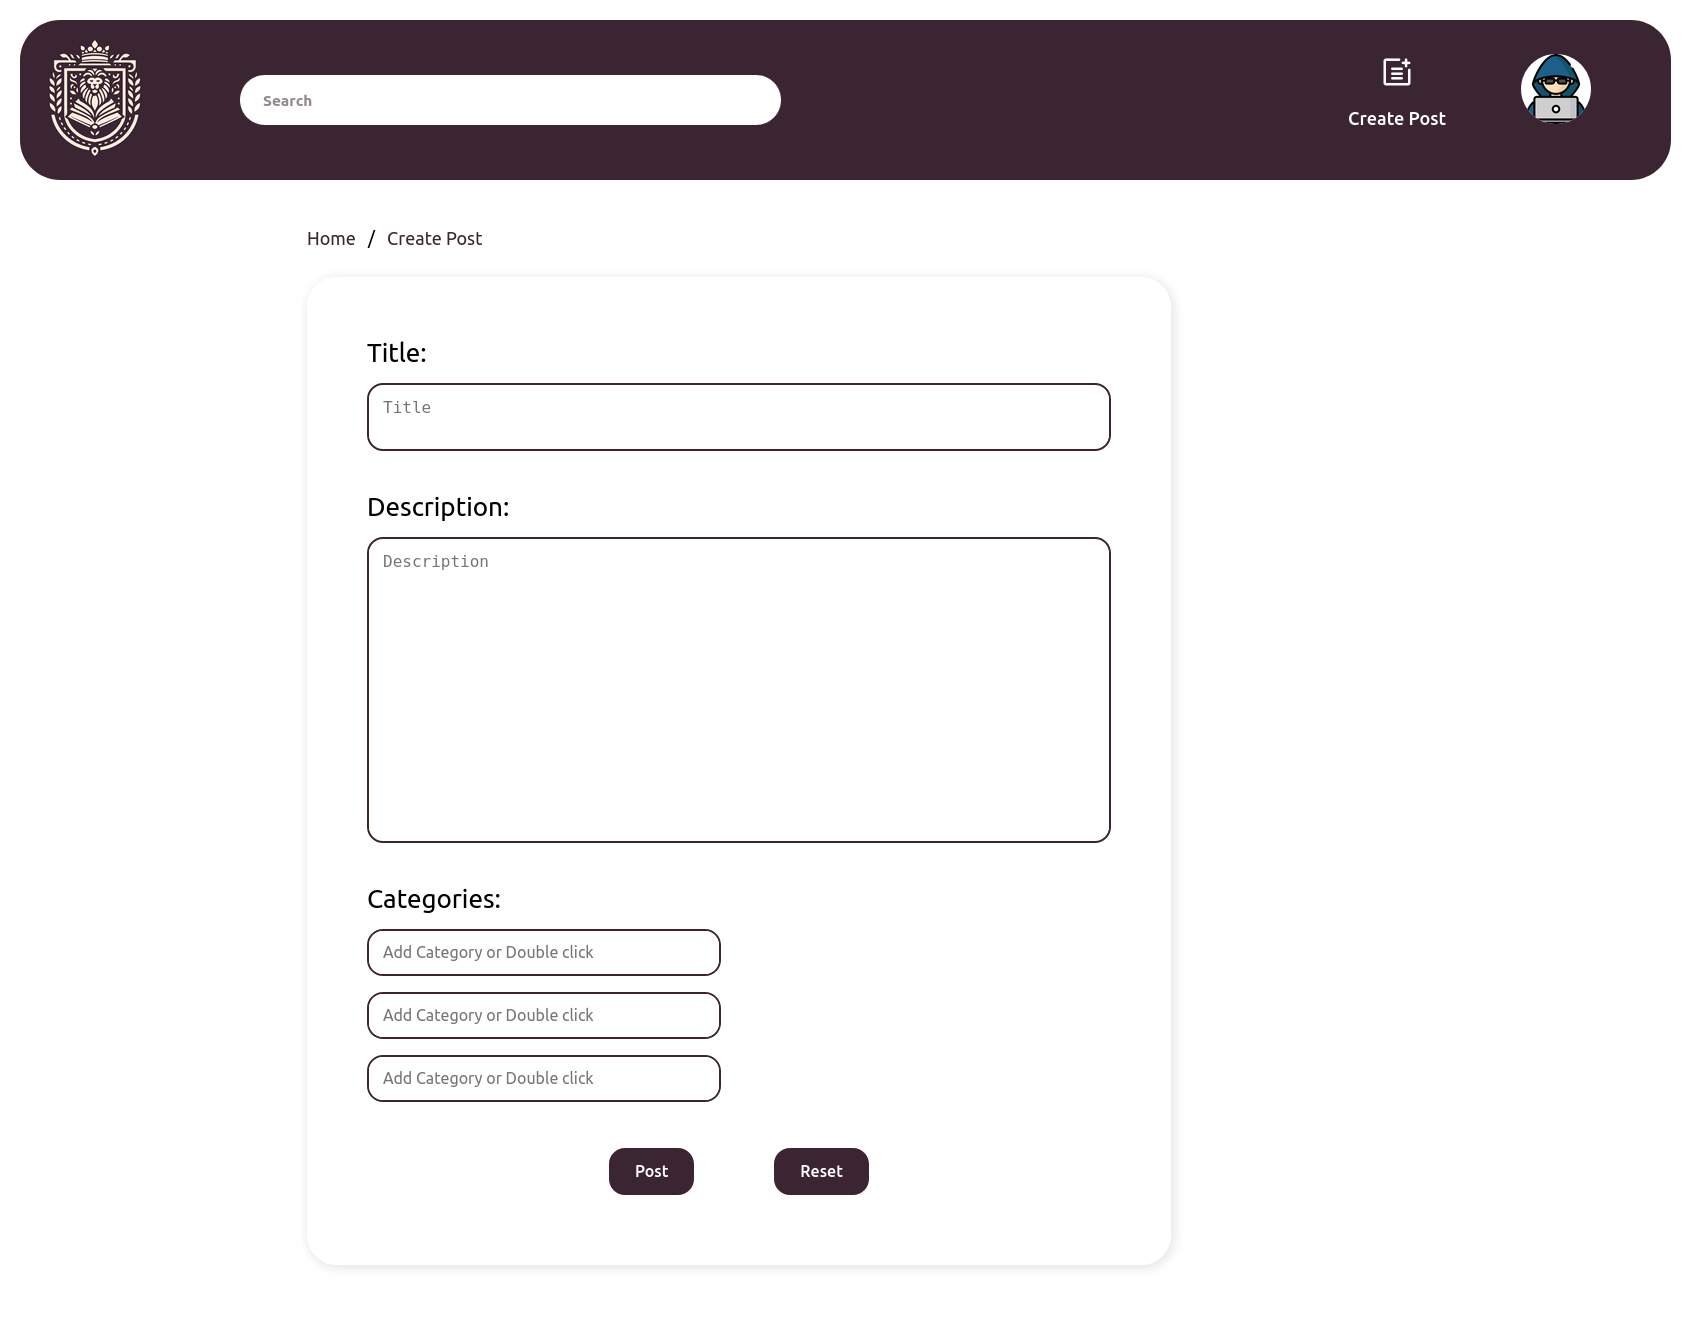 Search
Create Post
Home / Create Post
Title:
Title
Description:
Description
Categories:
Add Category or Double click
Add Category or Double click
Add Category or Double click
Post
Reset